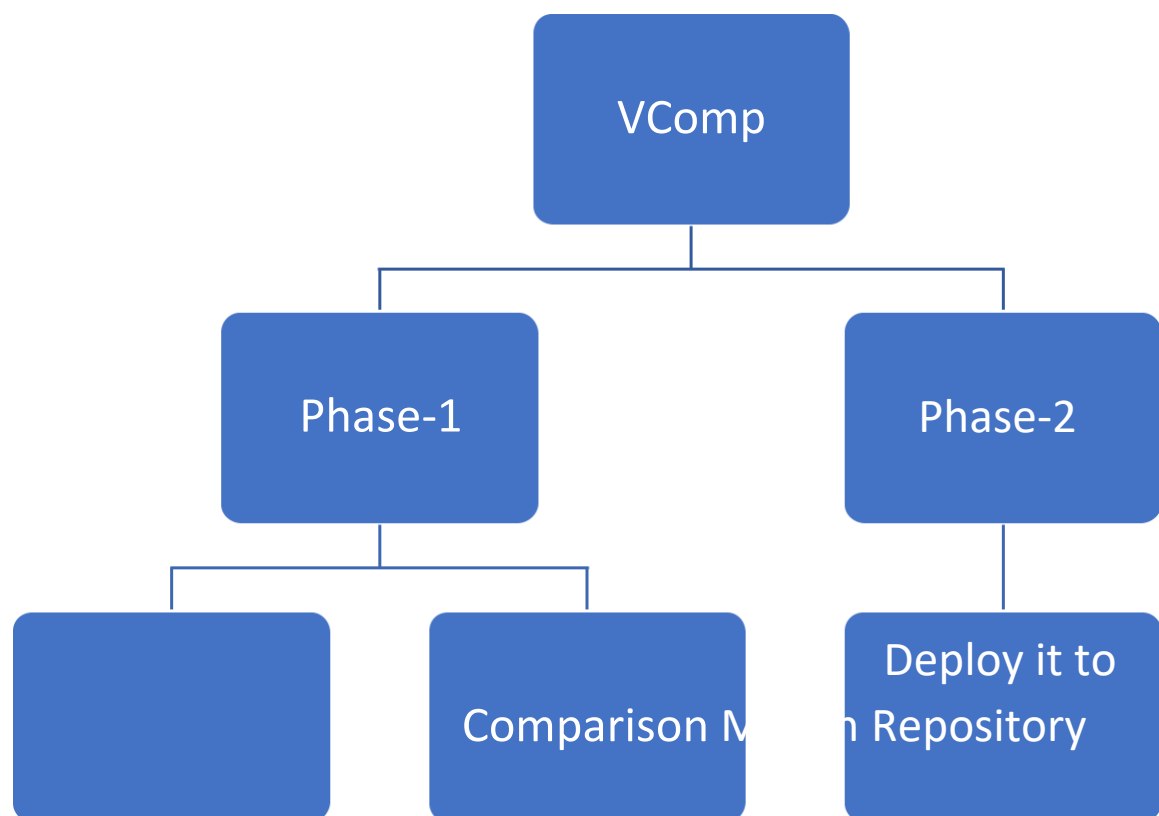 VComp
Phase-1
Phase-2
Deploy it to
Comparison Repository